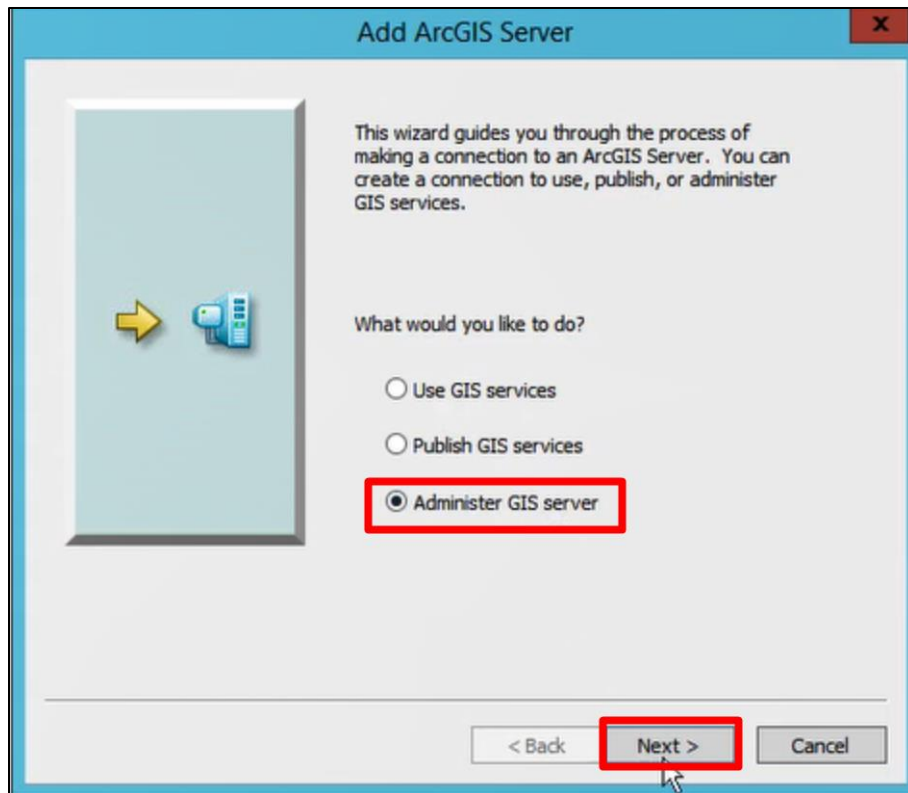 Add ArcGIS Server
x
This wizard guides you through the process of
making a connection to an ArcGIS Server. You can
create a connection to use, publish, or administer
GIS services.
What would you like to do?
Use GIS services
Publish GIS services
Administer GIS server
< Back Next > Cancel